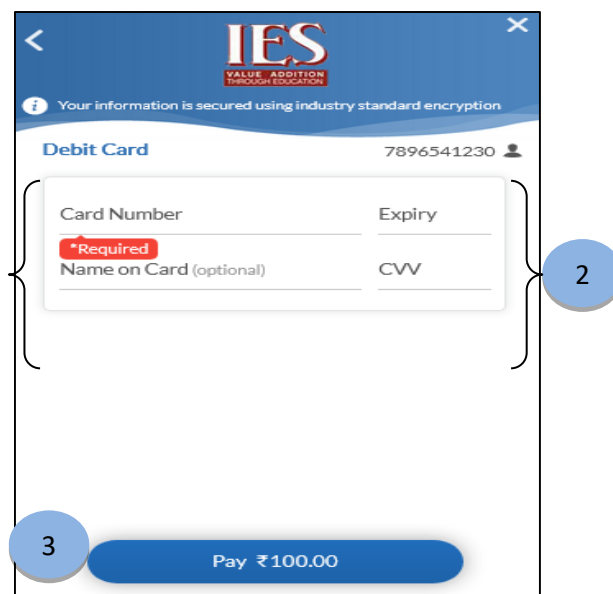 IES
VALUE ADDITION
THROUGH EDUCATION
Your information is secured using industry standard encryption
Debit Card 7896541230
Card Number Expiry
*Required
Name on Card (optional) CVV
2
3
Pay ₹100.00